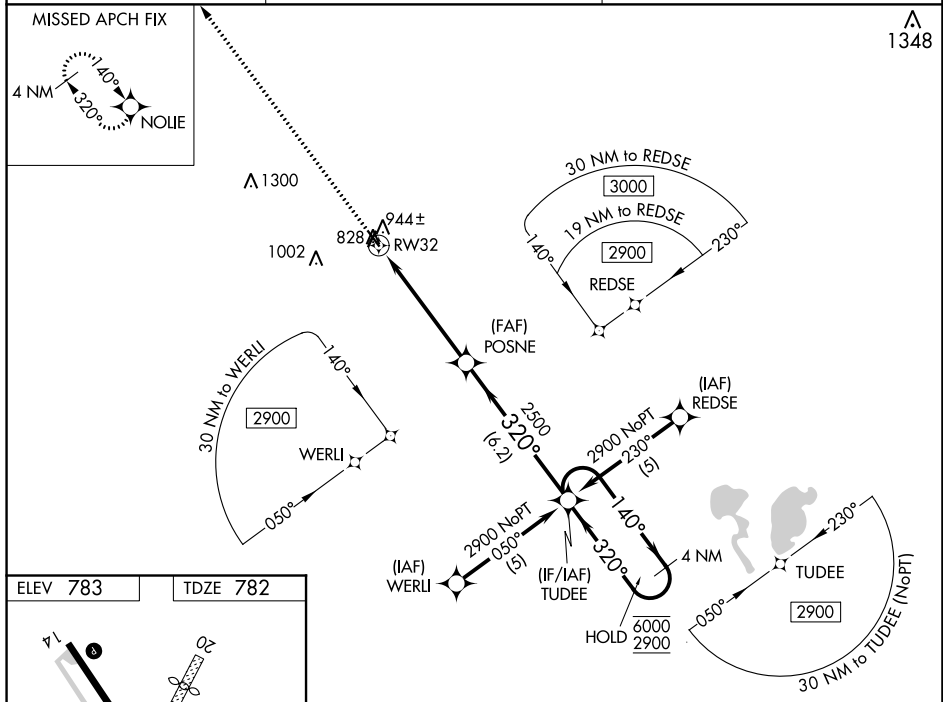 MISSED APCH FIX
4 NM
140°
320°
NOLIE
1348
1300
944±
828
RW32
1002
30 NM to REDSE
3000
19 NM to REDSE
2900
140°
230°
REDSE
(FAF)
POSNE
30 NM to WERLI
140°
2900
WERLI
050°
2500
320°
(6.2)
(IAF)
REDSE
2900 NoPT
230°
(5)
2900 NoPT
050°
(5)
(IAF)
WERLI
(IF/IAF)
TUDEE
140°
320°
4 NM
HOLD
6000
2900
230°
TUDEE
050°
2900
30 NM to TUDEE (NoPT)
ELEV 783
TDZE 782
14
P
20